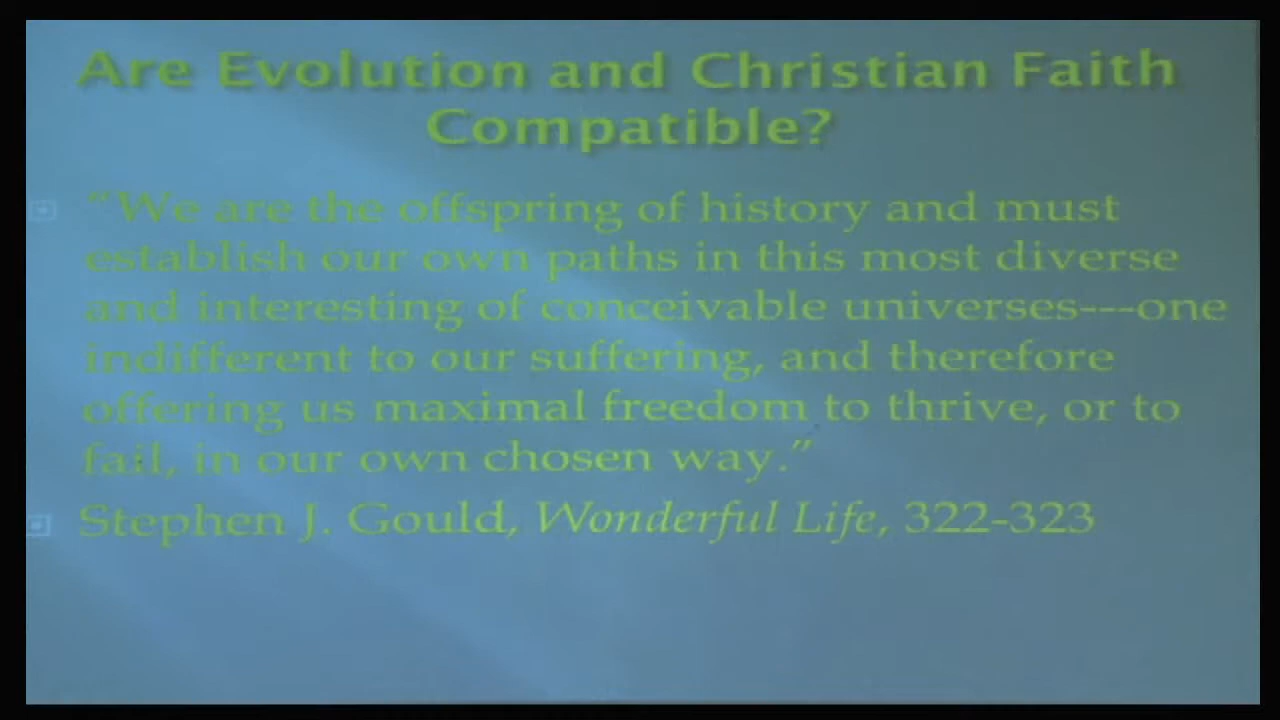 Are Evolution and Christian Faith
Compatible?
"We are the offspring of history and must
establish our own paths in this most diverse
and interesting of conceivable universes---one
indifferent to our suffering, and therefore
offering us maximal freedom to thrive, or to
fail, in our own chosen way."
Stephen J. Gould, Wonderful Life, 322-323